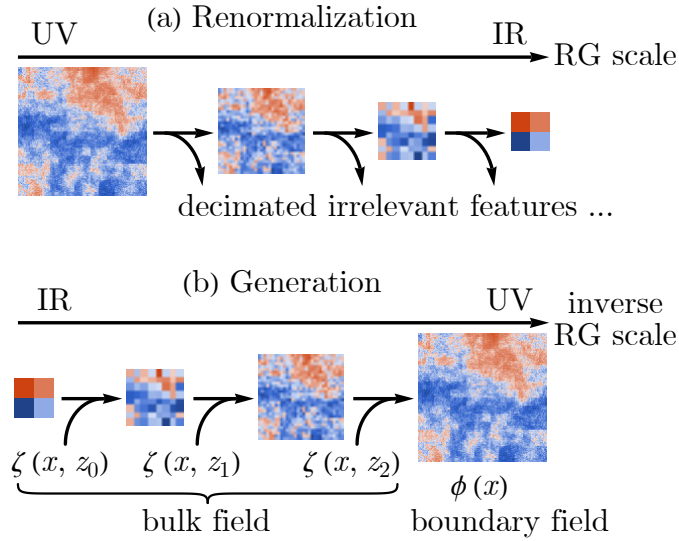 (a) Renormalization
UV IR
RG scale
decimated irrelevant features ...
(b) Generation
IR UV
inverse
RG scale
ζ(x, z₀) ζ(x, z₁) ζ(x, z₂)
ϕ(x)
bulk field boundary field